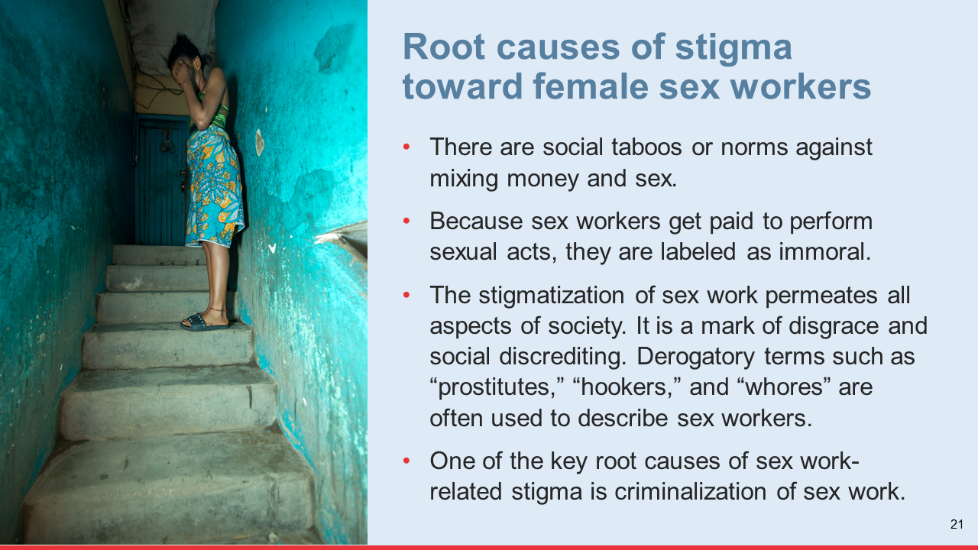 Root causes of stigma
toward female sex workers
• There are social taboos or norms against
mixing money and sex.
• Because sex workers get paid to perform
sexual acts, they are labeled as immoral.
• The stigmatization of sex work permeates all
aspects of society. It is a mark of disgrace and
social discrediting. Derogatory terms such as
“prostitutes,” “hookers,” and “whores” are
often used to describe sex workers.
• One of the key root causes of sex work-
related stigma is criminalization of sex work.
21